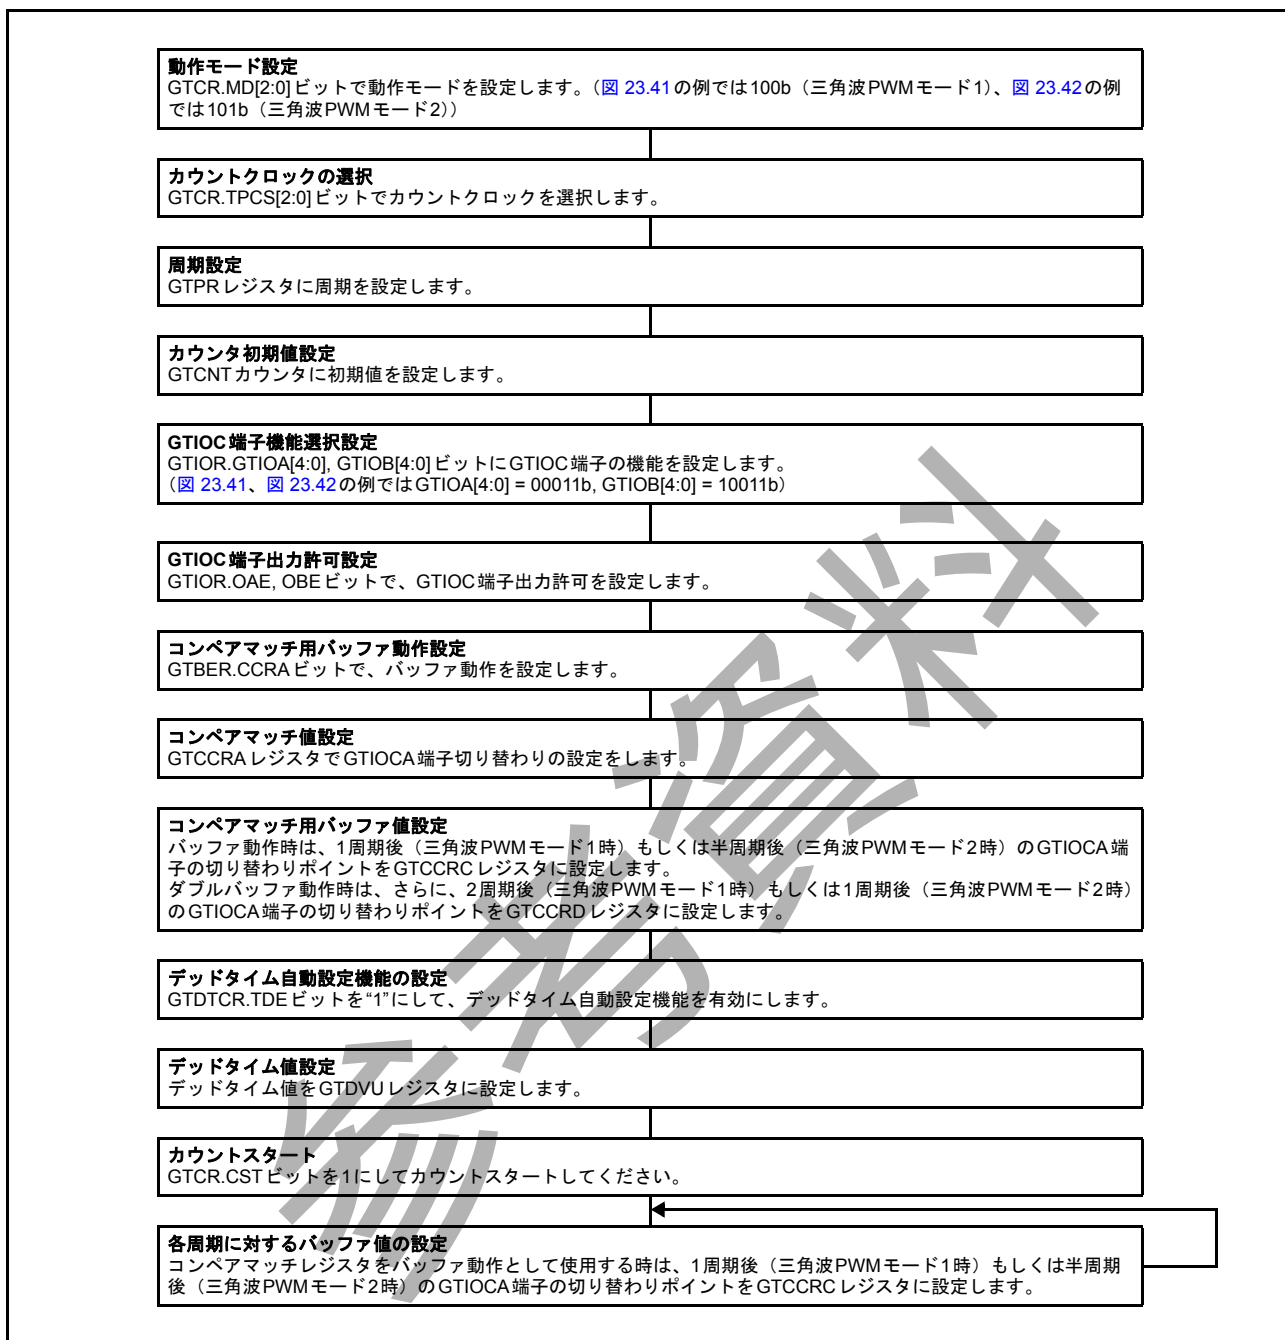 動作モード設定
GTCR.MD[2:0]ビットで動作モードを設定します。(図 23.41の例では100b（三角波PWMモード1）、図 23.42の例
では101b（三角波PWMモード2））
カウントクロックの選択
GTCR.TPCS[2:0]ビットでカウントクロックを選択します。
周期設定
GTPRレジスタに周期を設定します。
カウンタ初期値設定
GTCNTカウンタに初期値を設定します。
GTIOC端子機能選択設定
GTIOR.GTIOA[4:0], GTIOB[4:0]ビットにGTIOC端子の機能を設定します。
（図 23.41、図 23.42の例ではGTIOA[4:0] = 00011b, GTIOB[4:0] = 10011b）
GTIOC端子出力許可設定
GTIOR.OAE, OBEビットで、GTIOC端子出力許可を設定します。
コンペアマッチ用バッファ動作設定
GTBER.CCRAビットで、バッファ動作を設定します。
コンペアマッチ値設定
GTCCRAレジスタでGTIOCA端子切り替わりの設定をします。
コンペアマッチ用バッファ値設定
バッファ動作時は、1周期後（三角波PWMモード1時）もしくは半周期後（三角波PWMモード2時）のGTIOCA端
子の切り替わりポイントをGTCCRCレジスタに設定します。
ダブルバッファ動作時は、さらに、2周期後（三角波PWMモード1時）もしくは1周期後（三角波PWMモード2時）
のGTIOCA端子の切り替わりポイントをGTCCRDレジスタに設定します。
デッドタイム自動設定機能の設定
GTDTCR.TDEビットを“1”にして、デッドタイム自動設定機能を有効にします。
デッドタイム値設定
デッドタイム値をGTDVUレジスタに設定します。
カウントスタート
GTCR.CSTビットを1にしてカウントスタートしてください。
各周期に対するバッファ値の設定
コンペアマッチレジスタをバッファ動作として使用する時は、1周期後（三角波PWMモード1時）もしくは半周期
後（三角波PWMモード2時）のGTIOCA端子の切り替わりポイントをGTCCRCレジスタに設定します。
参考資料